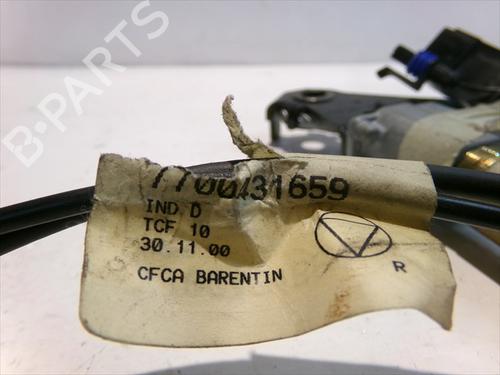 B-PARTS
7700431659
IND D
TCF 10
30.11.00
CFCA BARENTIN
R